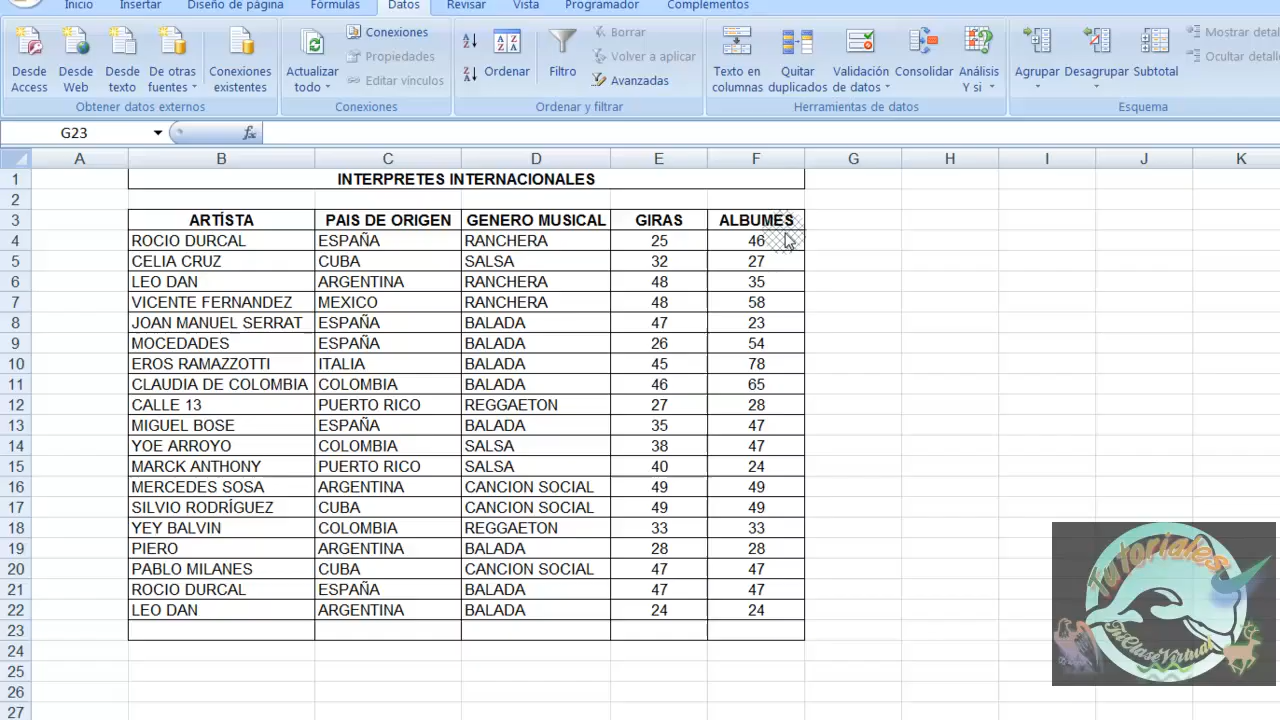 Inicio Insertar Diseño de página Fórmulas Datos Revisar Vista Programador Complementos
Desde Access
Desde Web
Desde texto
De otras fuentes
Conexiones existentes
Obtener datos externos
Actualizar todo
Conexiones
Propiedades
Editar vínculos
Conexiones
Ordenar
Filtro
Borrar
Volver a aplicar
Avanzadas
Ordenar y filtrar
Texto en columnas
Quitar duplicados
Validación de datos
Consolidar
Análisis Y si
Herramientas de datos
Agrupar
Desagrupar
Subtotal
Mostrar detal
Ocultar detalle
Esquema
G23 fx
A B C D E F G H I J K
1 INTERPRETES INTERNACIONALES
2
3 ARTÍSTA PAIS DE ORIGEN GENERO MUSICAL GIRAS ALBUMES
4 ROCIO DURCAL ESPAÑA RANCHERA 25 46
5 CELIA CRUZ CUBA SALSA 32 27
6 LEO DAN ARGENTINA RANCHERA 48 35
7 VICENTE FERNANDEZ MEXICO RANCHERA 48 58
8 JOAN MANUEL SERRAT ESPAÑA BALADA 47 23
9 MOCEDADES ESPAÑA BALADA 26 54
10 EROS RAMAZZOTTI ITALIA BALADA 45 78
11 CLAUDIA DE COLOMBIA COLOMBIA BALADA 46 65
12 CALLE 13 PUERTO RICO REGGAETON 27 28
13 MIGUEL BOSE ESPAÑA BALADA 35 47
14 YOE ARROYO COLOMBIA SALSA 38 47
15 MARCK ANTHONY PUERTO RICO SALSA 40 24
16 MERCEDES SOSA ARGENTINA CANCION SOCIAL 49 49
17 SILVIO RODRÍGUEZ CUBA CANCION SOCIAL 49 49
18 YEY BALVIN COLOMBIA REGGAETON 33 33
19 PIERO ARGENTINA BALADA 28 28
20 PABLO MILANES CUBA CANCION SOCIAL 47 47
21 ROCIO DURCAL ESPAÑA BALADA 47 47
22 LEO DAN ARGENTINA BALADA 24 24
23
24
25
26
27
Tutoriales
TuClaseVirtual